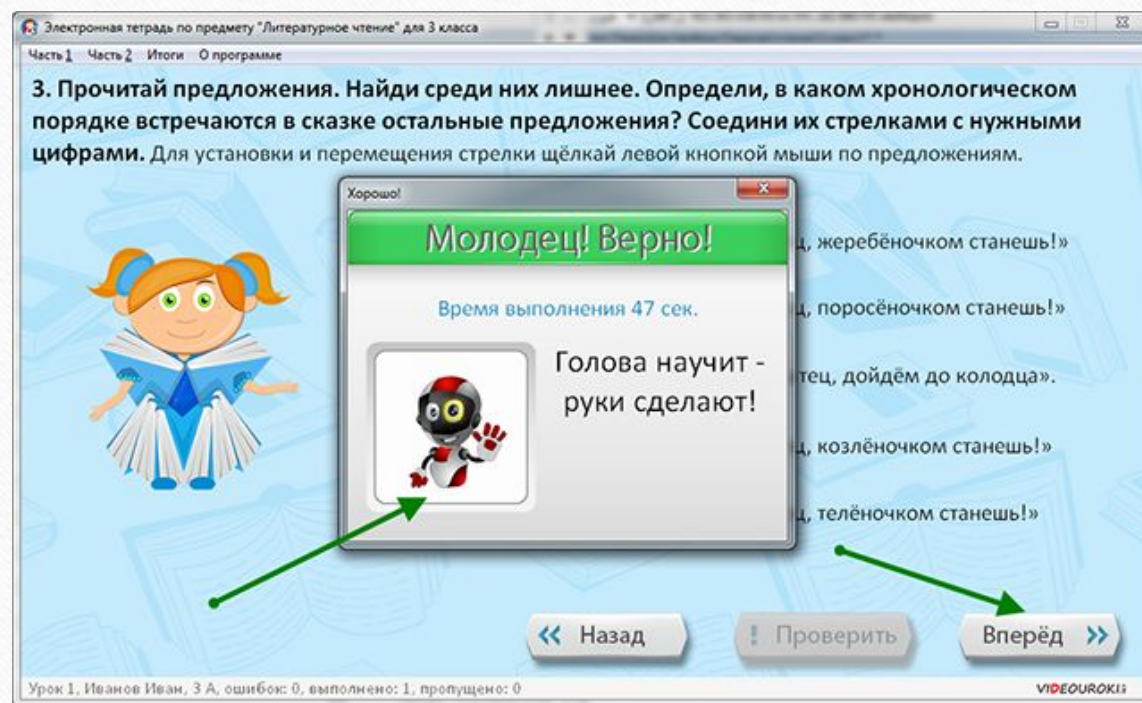 Электронная тетрадь по предмету "Литературное чтение" для 3 класса
Часть 1 Часть 2 Итоги О программе
3. Прочитай предложения. Найди среди них лишнее. Определи, в каком хронологическом
порядке встречаются в сказке остальные предложения? Соедини их стрелками с нужными
цифрами. Для установки и перемещения стрелки щёлкай левой кнопкой мыши по предложениям.
Хорошо!
Молодец! Верно!
Время выполнения 47 сек.
Голова научит -
руки сделают!
жеребёночком станешь!»
поросёночком станешь!»
дойдём до колодца».
козлёночком станешь!»
телёночком станешь!»
Назад
! Проверить
Вперёд
Урок 1, Иванов Иван, 3 А, ошибок: 0, выполнено: 1, пропущено: 0
VIDEOUROKI